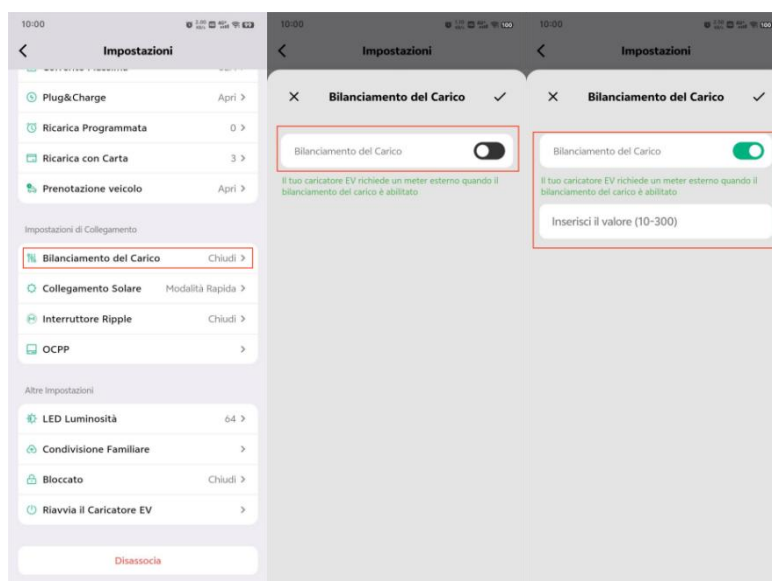 10:00
Impostazioni
Plug&Charge Apri >
Ricarica Programmata 0 >
Ricarica con Carta 3 >
Prenotazione veicolo Apri >
Impostazioni di Collegamento
Bilanciamento del Carico Chiudi >
Collegamento Solare Modalità Rapida >
Interruttore Ripple Chiudi >
OCPP >
Altre Impostazioni
LED Luminosità 64 >
Condivisione Familiare >
Bloccato Chiudi >
Riavvia il Caricatore EV >
Disassocia
10:00 100
Impostazioni
Bilanciamento del Carico
Bilanciamento del Carico
Il tuo caricatore EV richiede un meter esterno quando il
bilanciamento del carico è abilitato
10:00 100
Impostazioni
Bilanciamento del Carico
Bilanciamento del Carico
Il tuo caricatore EV richiede un meter esterno quando il
bilanciamento del carico è abilitato
Inserisci il valore (10-300)